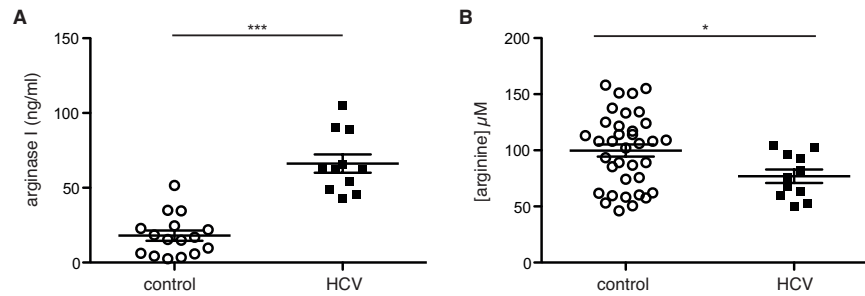 A
***
150
100
50
0
arginase I (ng/ml)
control
HCV
B
*
200
150
100
50
0
[arginine] µM
control
HCV